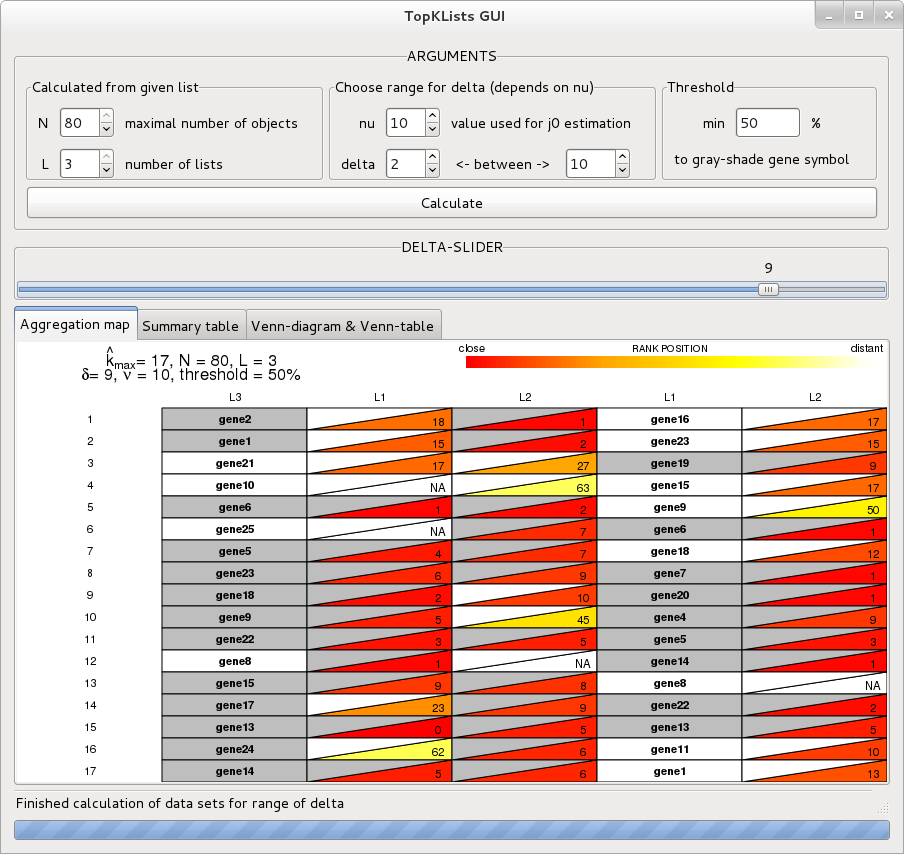 TopKLists GUI
ARGUMENTS
Calculated from given list
Choose range for delta (depends on nu)
Threshold
N 80 maximal number of objects
nu 10 value used for j0 estimation
min 50 %
L 3 number of lists
delta 2 <- between -> 10
to gray-shade gene symbol
Calculate
DELTA-SLIDER
9
Aggregation map Summary table Venn-diagram & Venn-table
k̂max= 17, N = 80, L = 3
δ= 9, ν = 10, threshold = 50%
close RANK POSITION distant
L3 L1 L2 L1 L2
1 gene2 18 1 gene16 17
2 gene1 15 2 gene23 15
3 gene21 17 27 gene19 9
4 gene10 NA 63 gene15 17
5 gene6 1 2 gene9 50
6 gene25 NA 7 gene6 1
7 gene5 4 7 gene18 12
8 gene23 6 9 gene7 1
9 gene18 2 10 gene20 1
10 gene9 5 45 gene4 9
11 gene22 3 5 gene5 3
12 gene8 1 NA gene14 1
13 gene15 9 8 gene8 NA
14 gene17 23 9 gene22 2
15 gene13 0 5 gene13 5
16 gene24 62 6 gene11 10
17 gene14 5 6 gene1 13
Finished calculation of data sets for range of delta